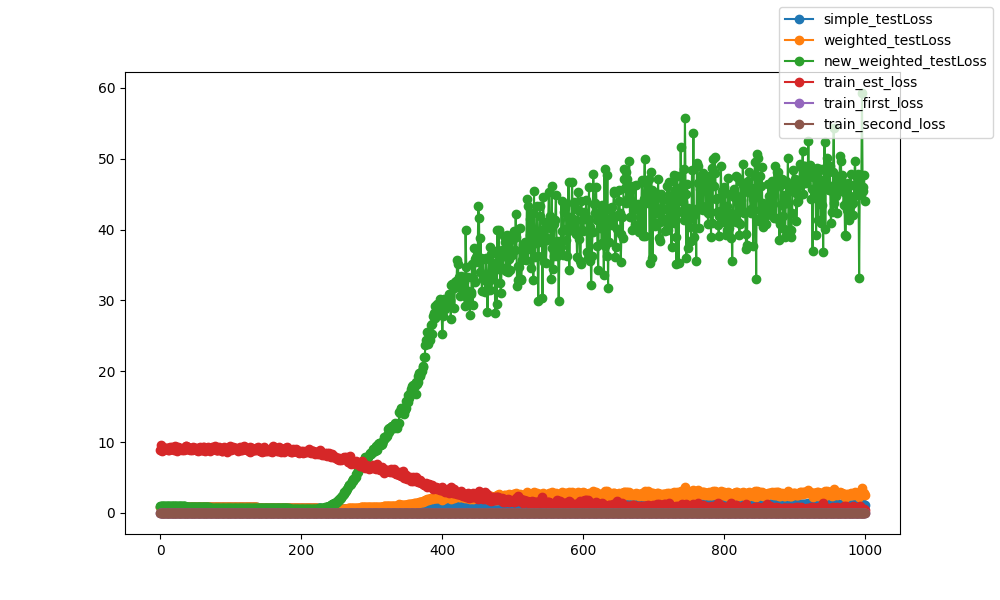 simple_testLoss
weighted_testLoss
new_weighted_testLoss
train_est_loss
train_first_loss
train_second_loss
60
50
40
30
20
10
0
0 200 400 600 800 1000